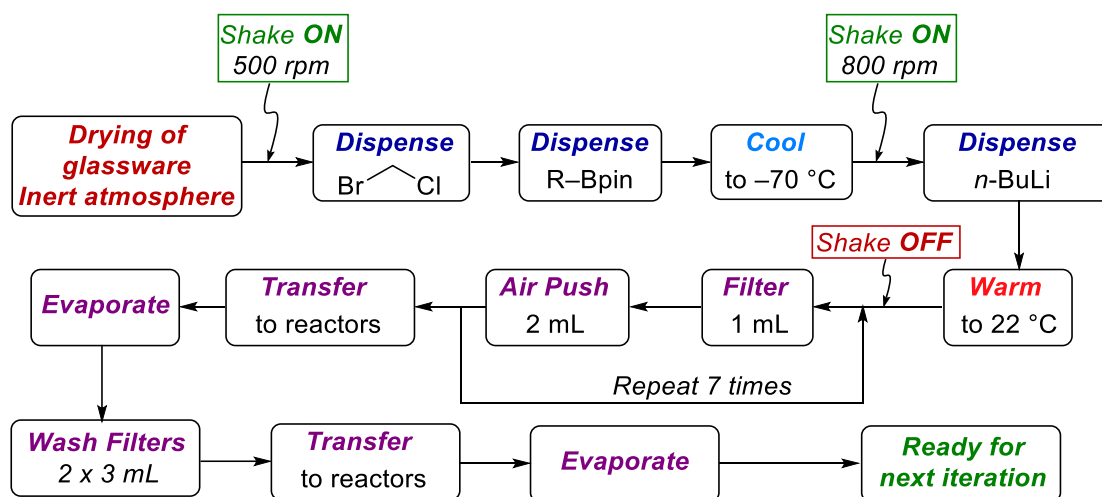 Shake ON
500 rpm
Shake ON
800 rpm
Drying of
glassware
Inert atmosphere
Dispense
Br Cl
Dispense
R–Bpin
Cool
to –70 °C
Dispense
n-BuLi
Shake OFF
Evaporate
Transfer
to reactors
Air Push
2 mL
Filter
1 mL
Warm
to 22 °C
Repeat 7 times
Wash Filters
2 x 3 mL
Transfer
to reactors
Evaporate
Ready for
next iteration